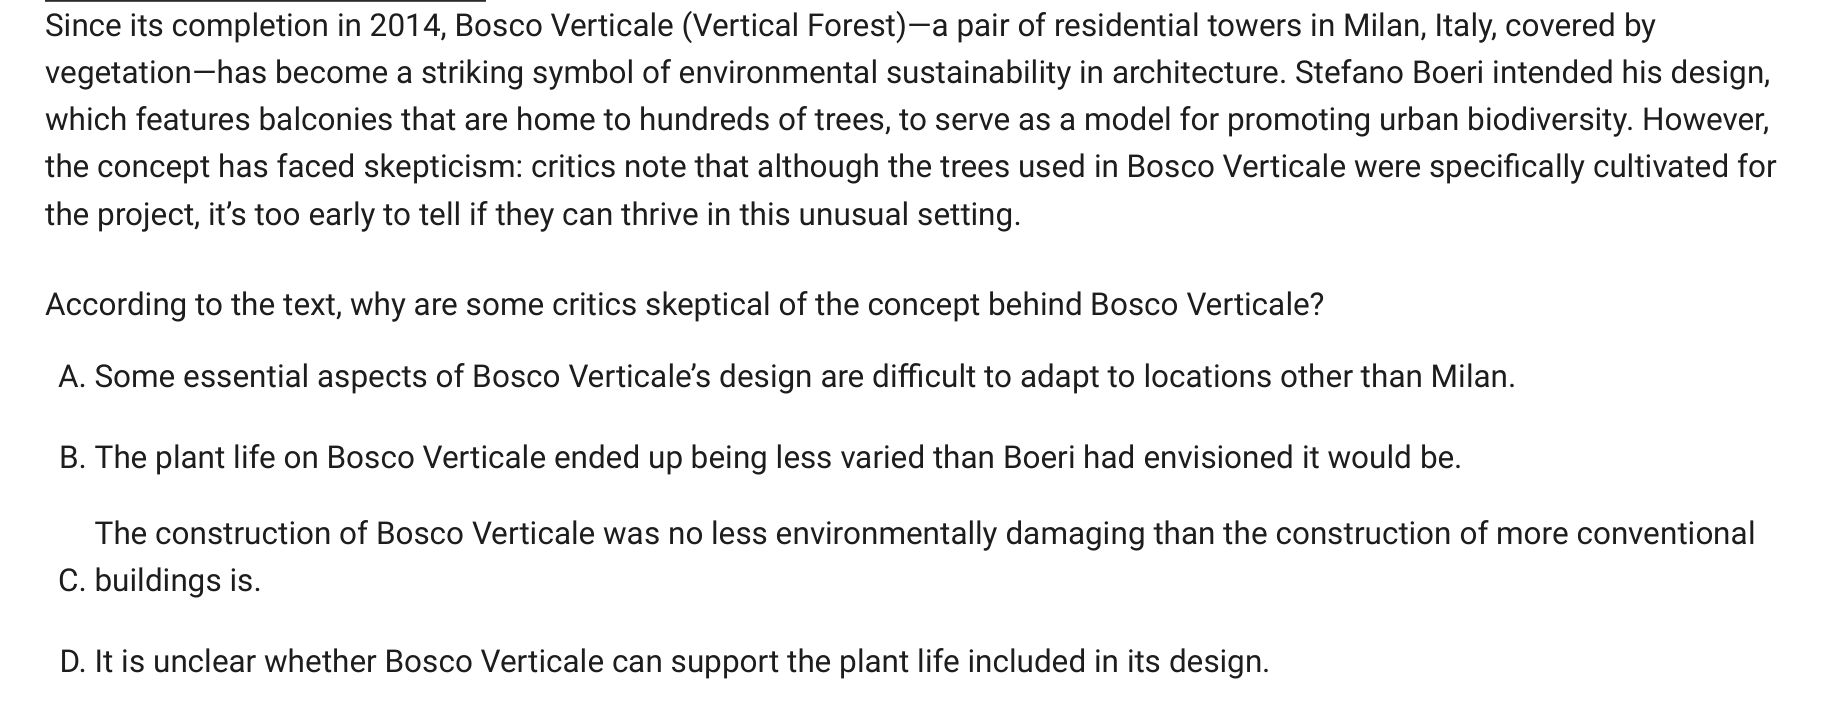 Since its completion in 2014, Bosco Verticale (Vertical Forest)—a pair of residential towers in Milan, Italy, covered by
vegetation—has become a striking symbol of environmental sustainability in architecture. Stefano Boeri intended his design,
which features balconies that are home to hundreds of trees, to serve as a model for promoting urban biodiversity. However,
the concept has faced skepticism: critics note that although the trees used in Bosco Verticale were specifically cultivated for
the project, it’s too early to tell if they can thrive in this unusual setting.
According to the text, why are some critics skeptical of the concept behind Bosco Verticale?
A. Some essential aspects of Bosco Verticale’s design are difficult to adapt to locations other than Milan.
B. The plant life on Bosco Verticale ended up being less varied than Boeri had envisioned it would be.
The construction of Bosco Verticale was no less environmentally damaging than the construction of more conventional
C. buildings is.
D. It is unclear whether Bosco Verticale can support the plant life included in its design.